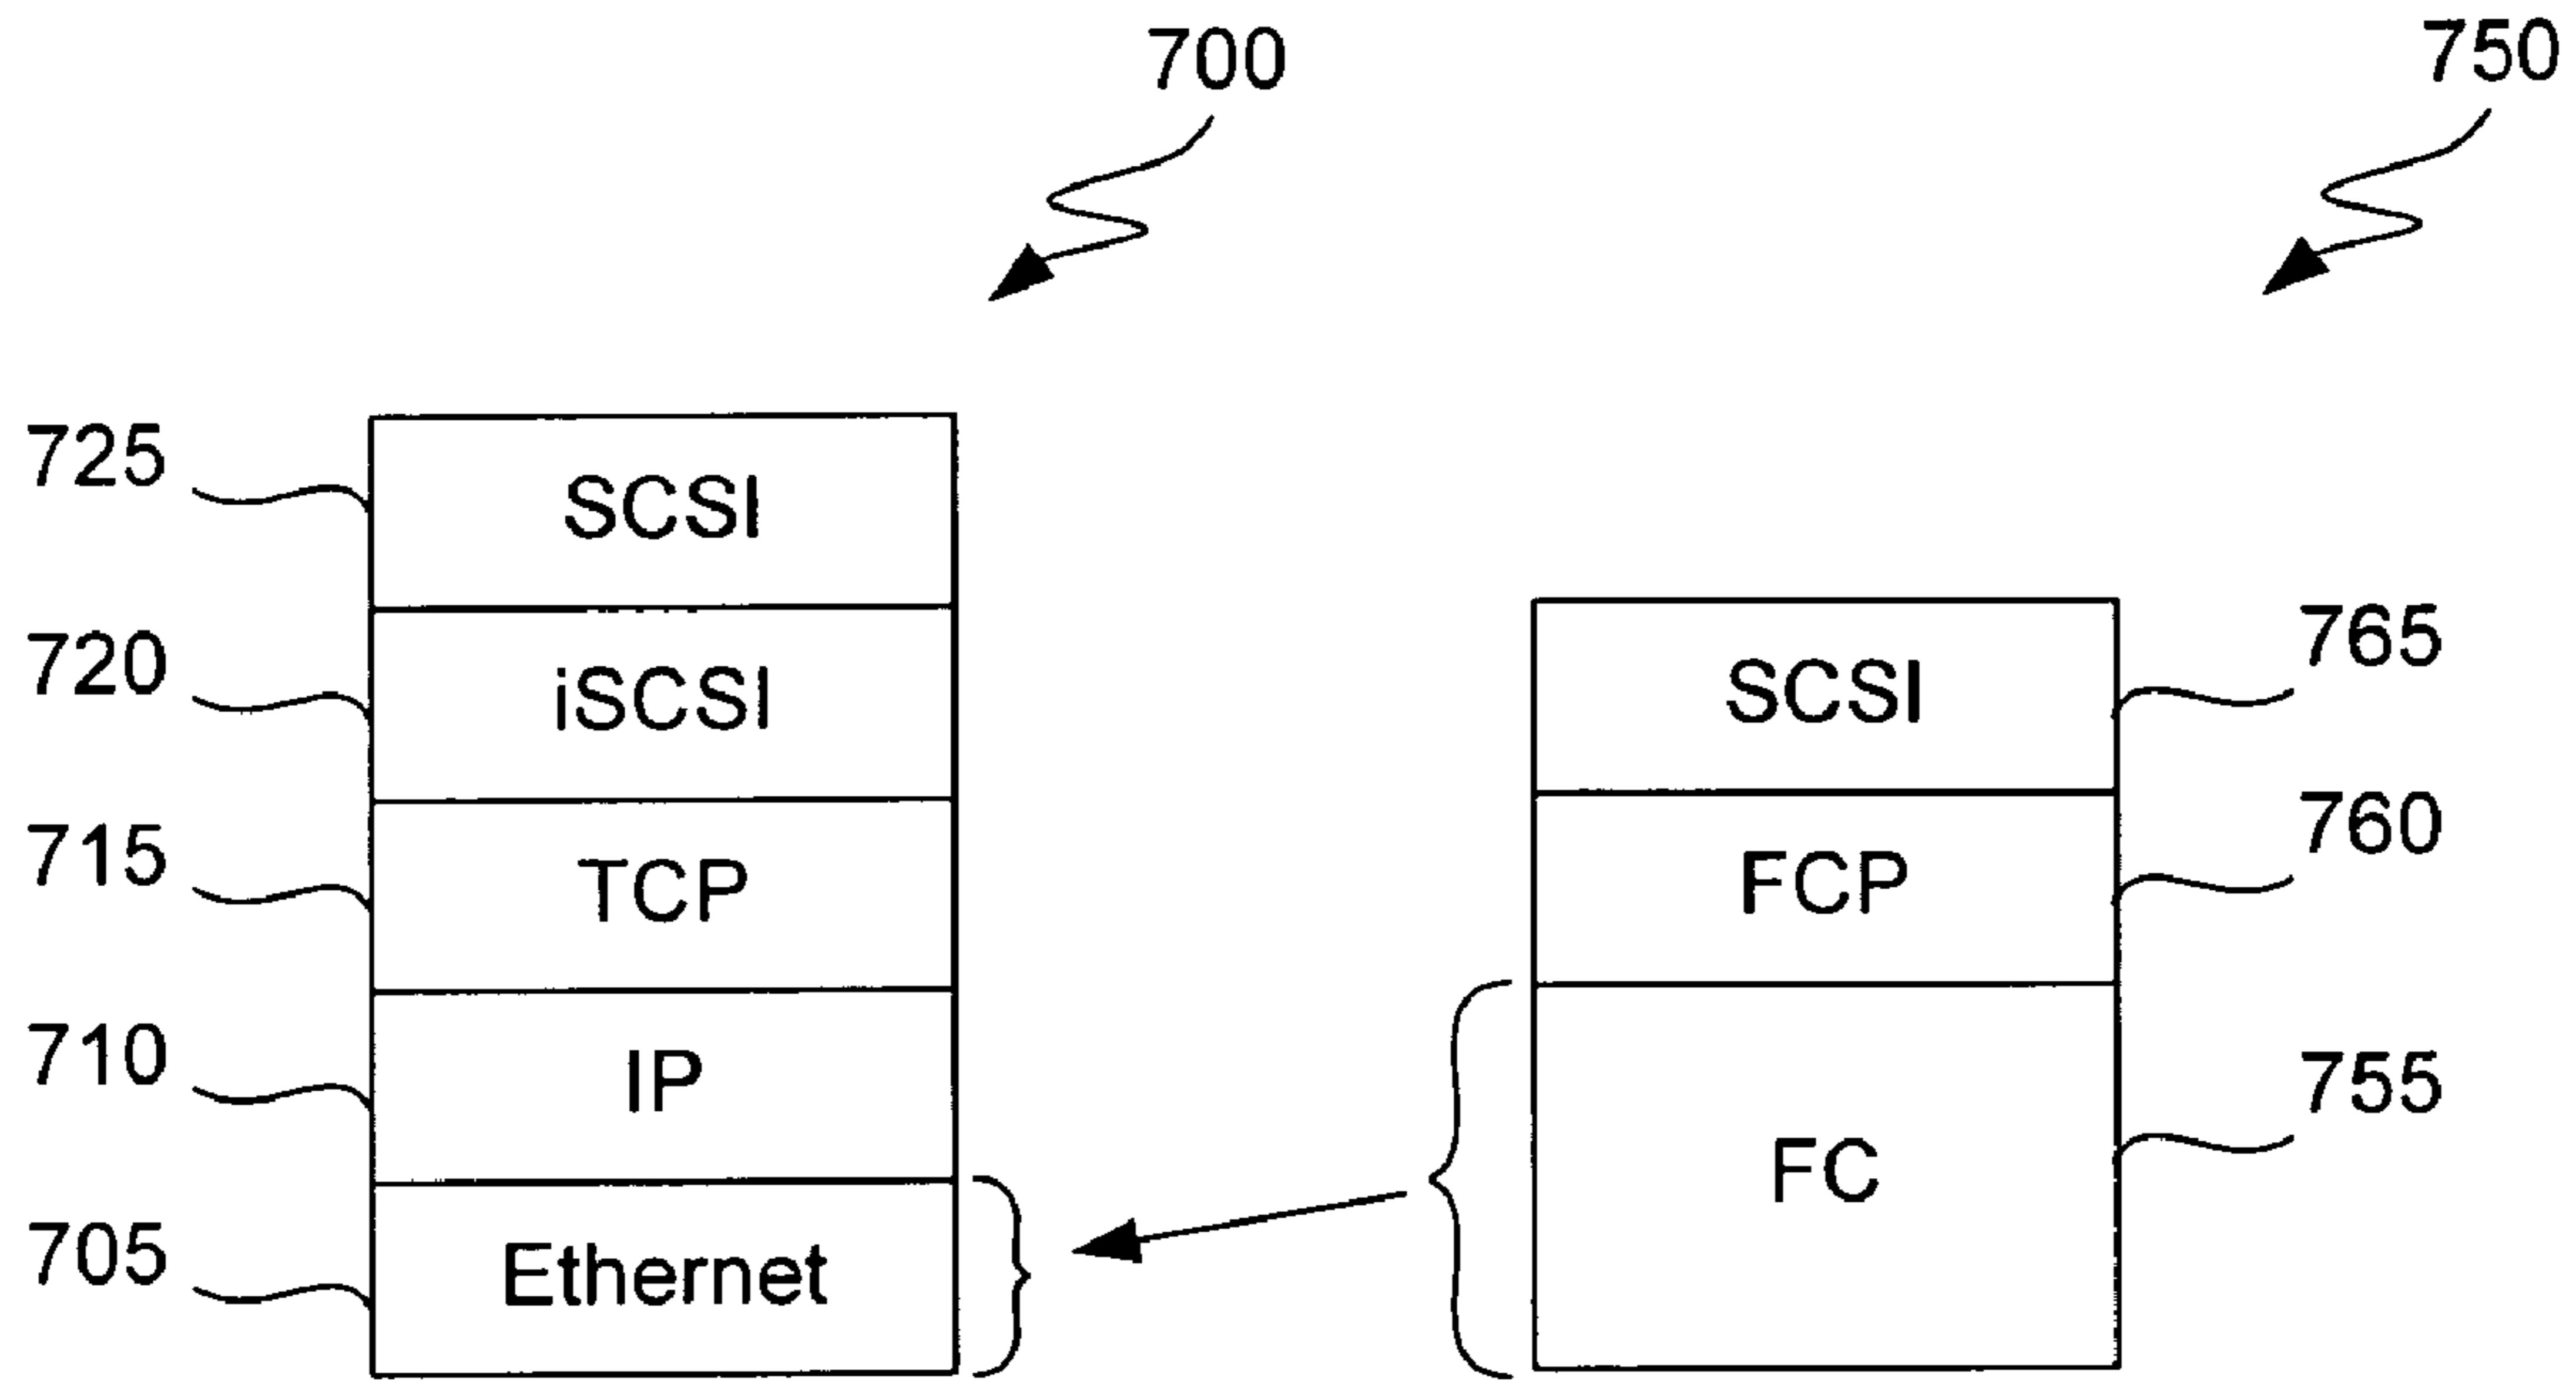 700
750
725
SCSI
720
iSCSI
765
SCSI
715
TCP
760
FCP
710
IP
755
FC
705
Ethernet